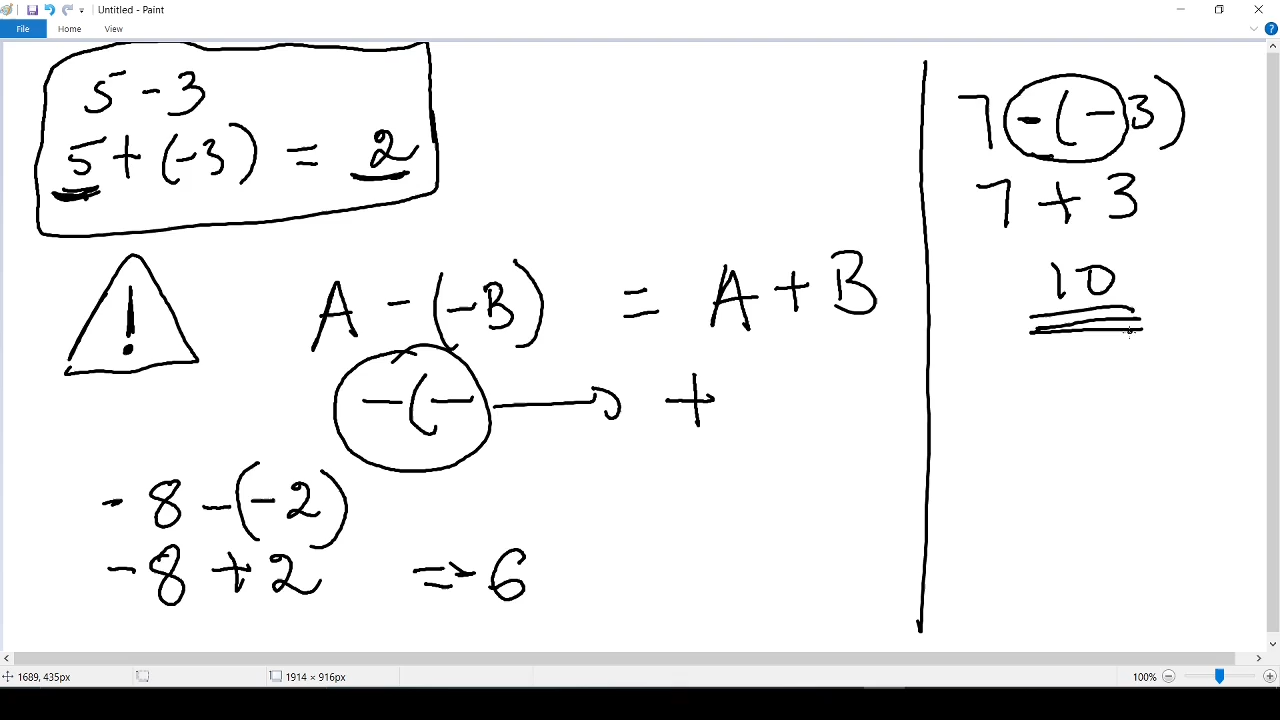 Untitled - Paint
File Home View
5 - 3
5 + (-3) = 2
!
A - (-B) = A + B
-(- → +
-8 -(-2)
-8 + 2 = -6
7 -(-3)
7 + 3
10
1689, 435px
1914 × 916px
100%